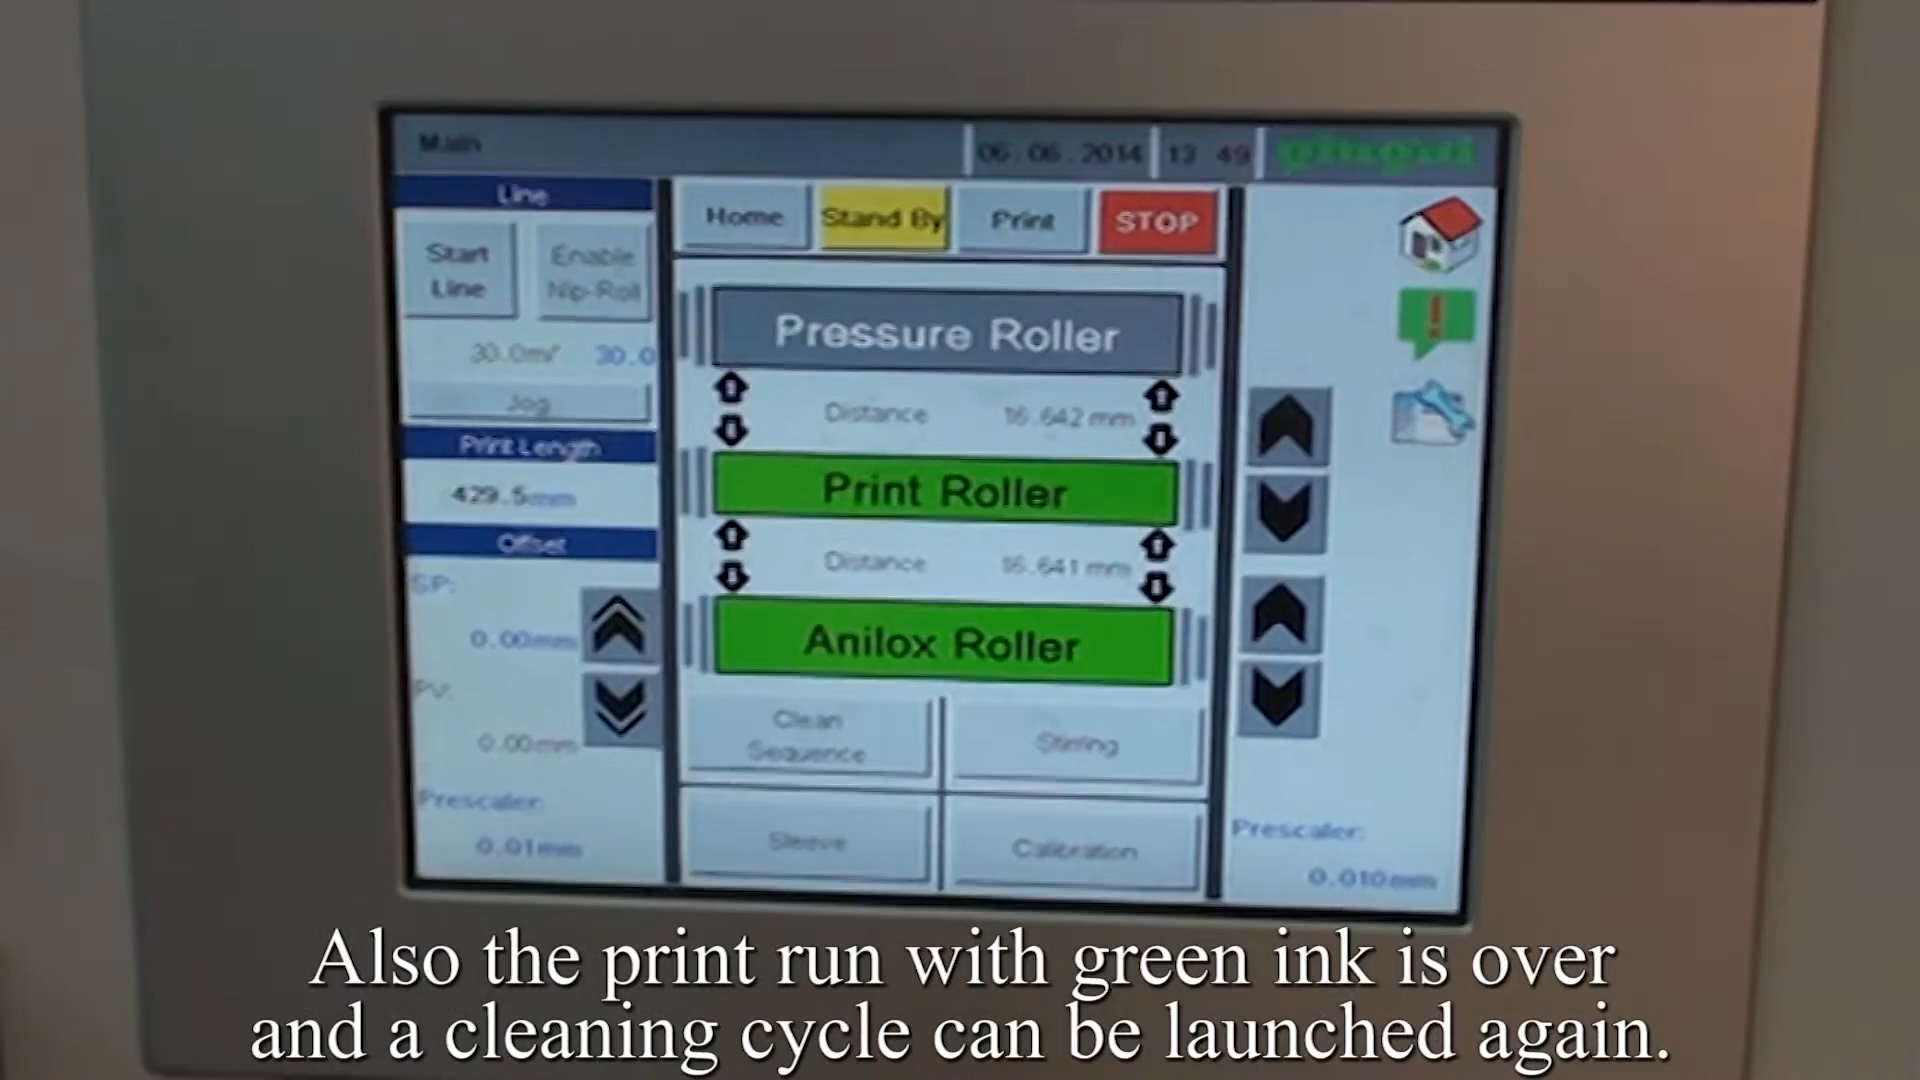 Main
06.06.2014
13 49
Line
Start
Line
Enable
Nip-Roll
30.0m/
30.0
Jog
Print Length
429.5mm
Offset
SP:
0.00mm
PV:
0.00mm
Prescaler:
0.01mm
Home
Stand By
Print
STOP
Pressure Roller
Distance 16.642 mm
Print Roller
Distance 16.641 mm
Anilox Roller
Clean
Sequence
Stirring
Sleeve
Calibration
Prescaler:
0.010mm
Also the print run with green ink is over
and a cleaning cycle can be launched again.